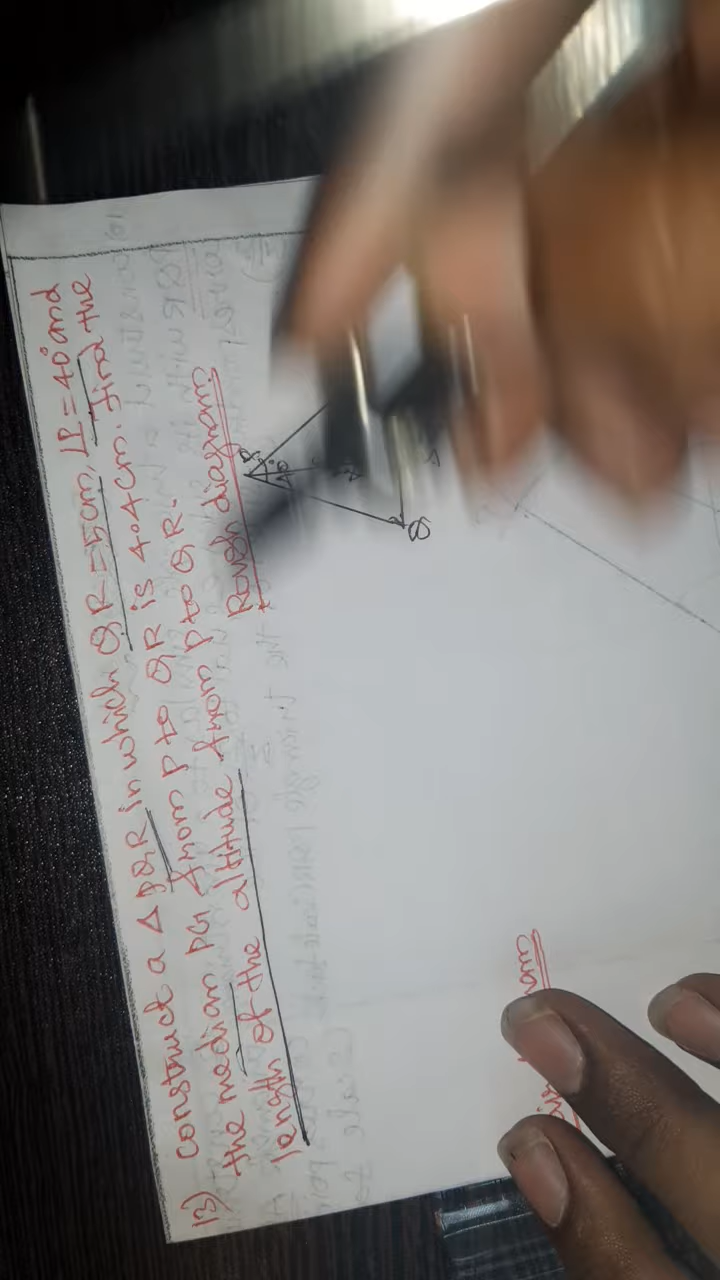 13) construct a Δ PQR in which QR = 5cm, ∠P = 40° and
the median PG from P to QR is 4.4cm. find the
length of the altitude from P to QR.
Rough diagram
P
40°
Q